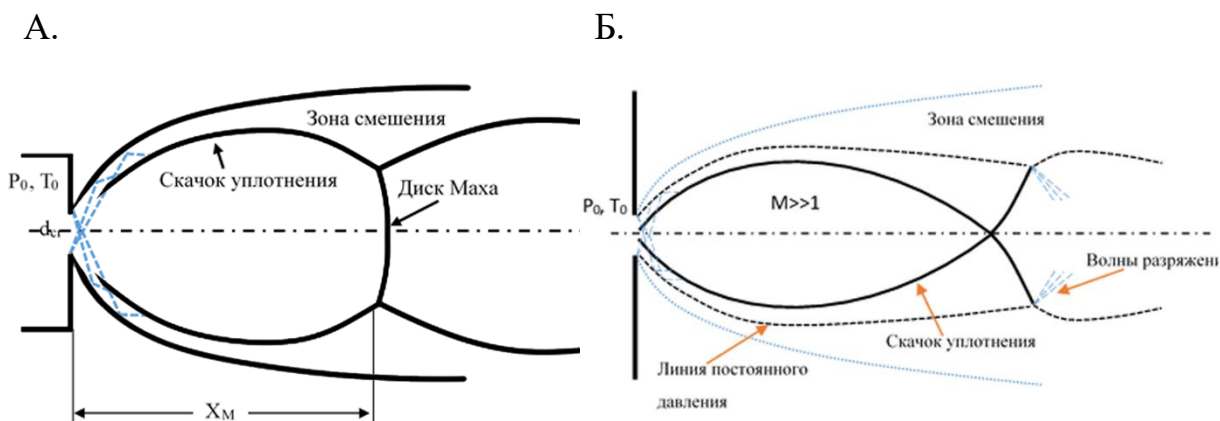 А.
Б.
Зона смешения
P₀, T₀
Скачок уплотнения
Диск Маха
X_M
Зона смешения
P₀, T₀
M>>1
Волны разряжени
Скачок уплотнения
Линия постоянного
давления